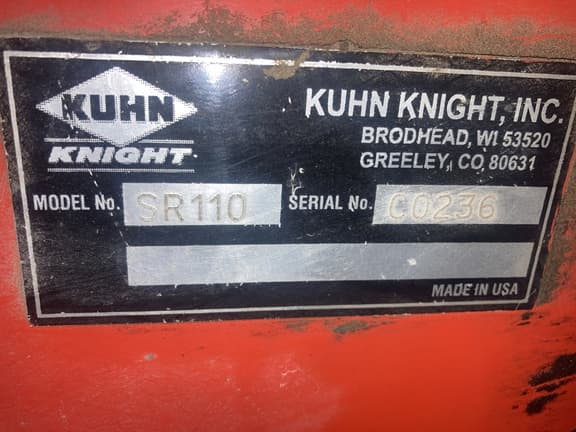 KUHN
KNIGHT
KUHN KNIGHT, INC.
BRODHEAD, WI 53520
GREELEY, CO 80631
MODEL No. SR110 SERIAL No. C0236
MADE IN USA